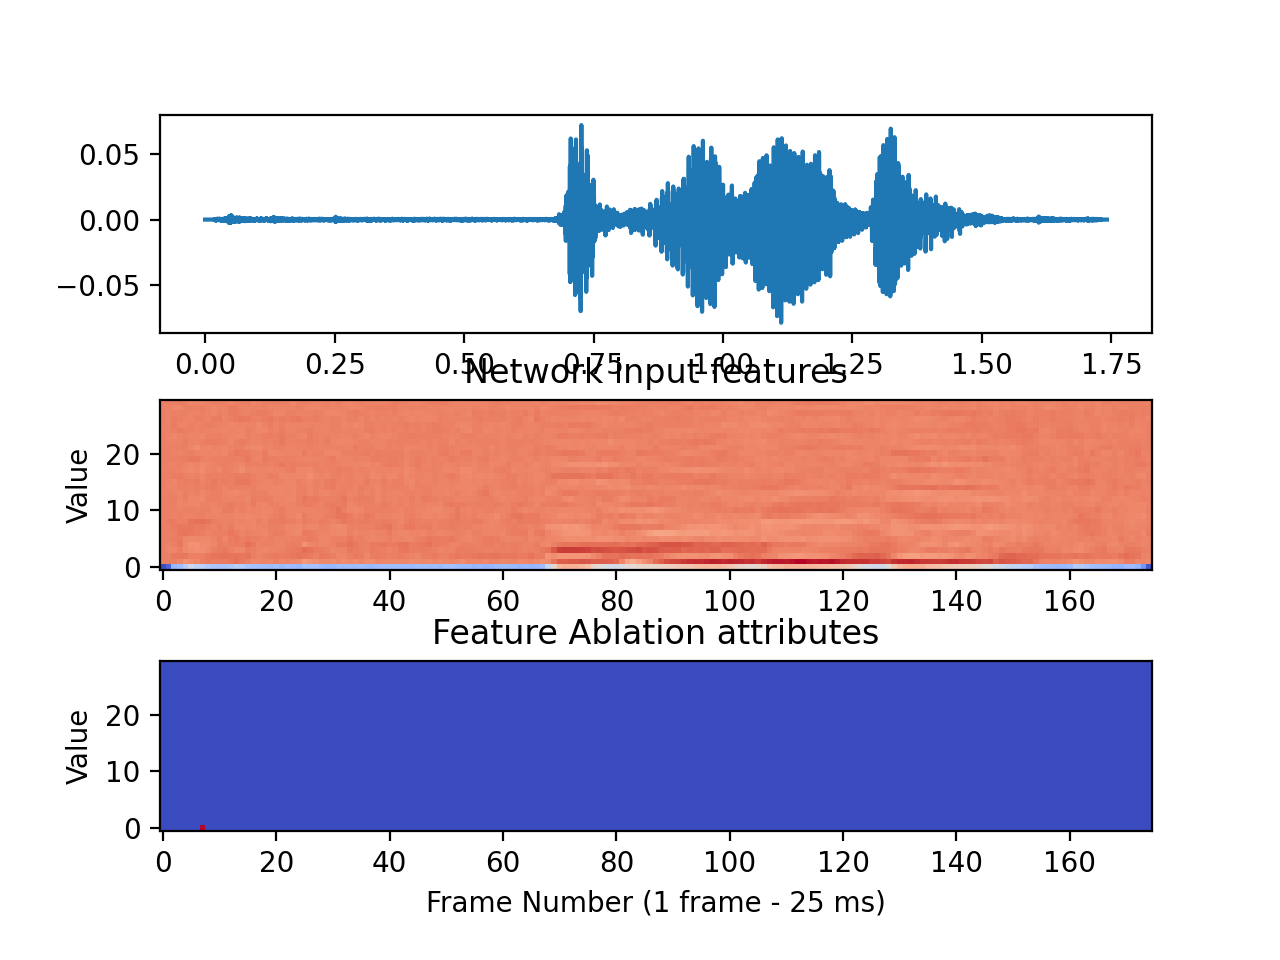 0.05
0.00
−0.05
0.00 0.25 0.50 0.75 1.00 1.25 1.50 1.75
Network input features
Value
20
10
0
0 20 40 60 80 100 120 140 160
Feature Ablation attributes
Value
20
10
0
0 20 40 60 80 100 120 140 160
Frame Number (1 frame - 25 ms)